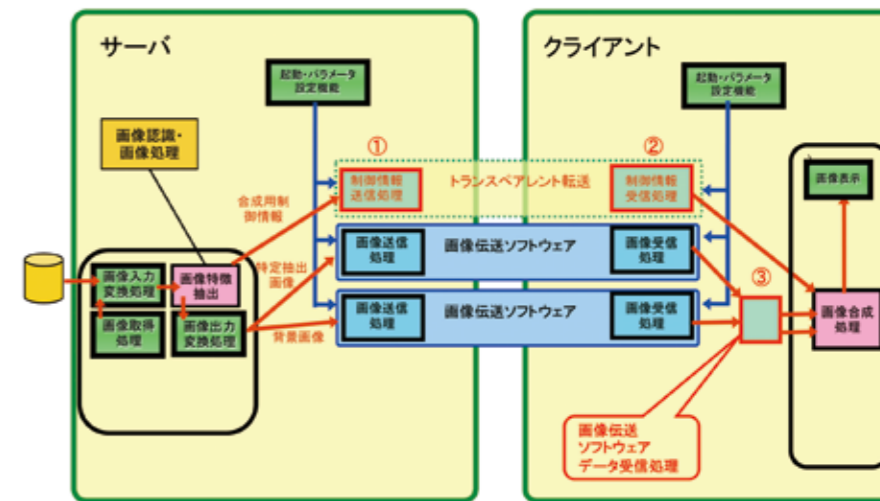 サーバ
クライアント
起動・パラメータ
設定機能
起動・パラメータ
設定機能
画像認識・
画像処理
①
②
制御情報
送信処理
トランスペアレント転送
制御情報
受信処理
画像表示
合成用制
御情報
画像送信
処理
画像伝送ソフトウェア
画像受信
処理
特定抽出
画像
画像入力
変換処理
画像特徴
抽出
③
画像送信
処理
画像伝送ソフトウェア
画像受信
処理
画像合成
処理
画像取得
処理
画像出力
変換処理
背景画像
画像伝送
ソフトウェア
データ受信処理